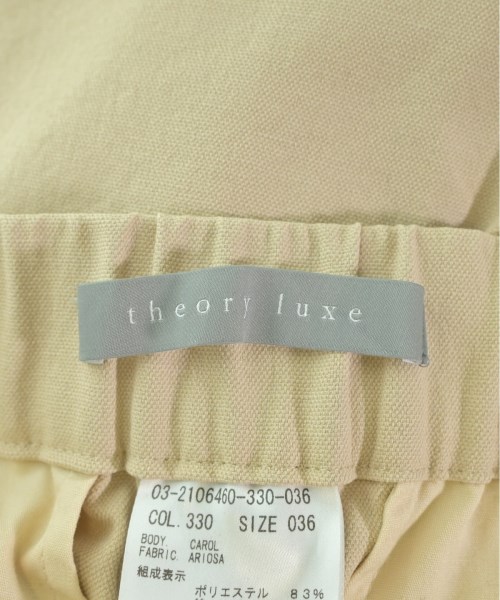 theory luxe
03-2106460-330-036
COL. 330 SIZE 036
BODY. CAROL
FABRIC. ARIOSA
組成表示
ポリエステル 83%